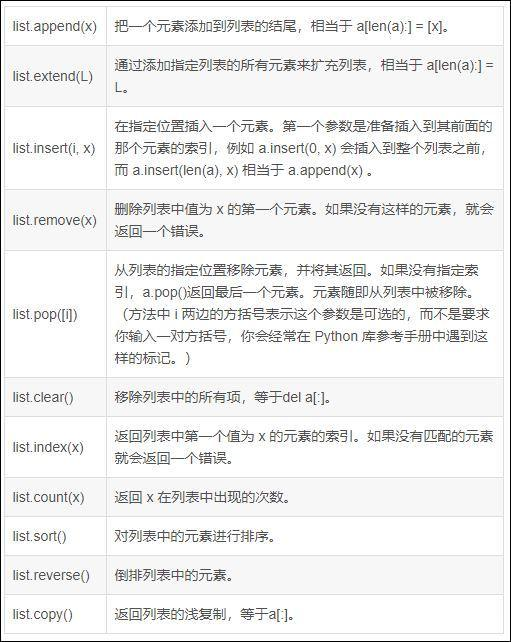 list.append(x)
把一个元素添加到列表的结尾，相当于 a[len(a):] = [x]。
list.extend(L)
通过添加指定列表的所有元素来扩充列表，相当于 a[len(a):] =
L。
list.insert(i, x)
在指定位置插入一个元素。第一个参数是准备插入到其前面的
那个元素的索引，例如 a.insert(0, x) 会插入到整个列表之前，
而 a.insert(len(a), x) 相当于 a.append(x) 。
list.remove(x)
删除列表中值为 x 的第一个元素。如果没有这样的元素，就会
返回一个错误。
list.pop([i])
从列表的指定位置移除元素，并将其返回。如果没有指定索
引，a.pop()返回最后一个元素。元素随即从列表中被移除。
（方法中 i 两边的方括号表示这个参数是可选的，而不是要求
你输入一对方括号，你会经常在 Python 库参考手册中遇到这
样的标记。）
list.clear()
移除列表中的所有项，等于del a[:]。
list.index(x)
返回列表中第一个值为 x 的元素的索引。如果没有匹配的元素
就会返回一个错误。
list.count(x)
返回 x 在列表中出现的次数。
list.sort()
对列表中的元素进行排序。
list.reverse()
倒排列表中的元素。
list.copy()
返回列表的浅复制，等于a[:]。